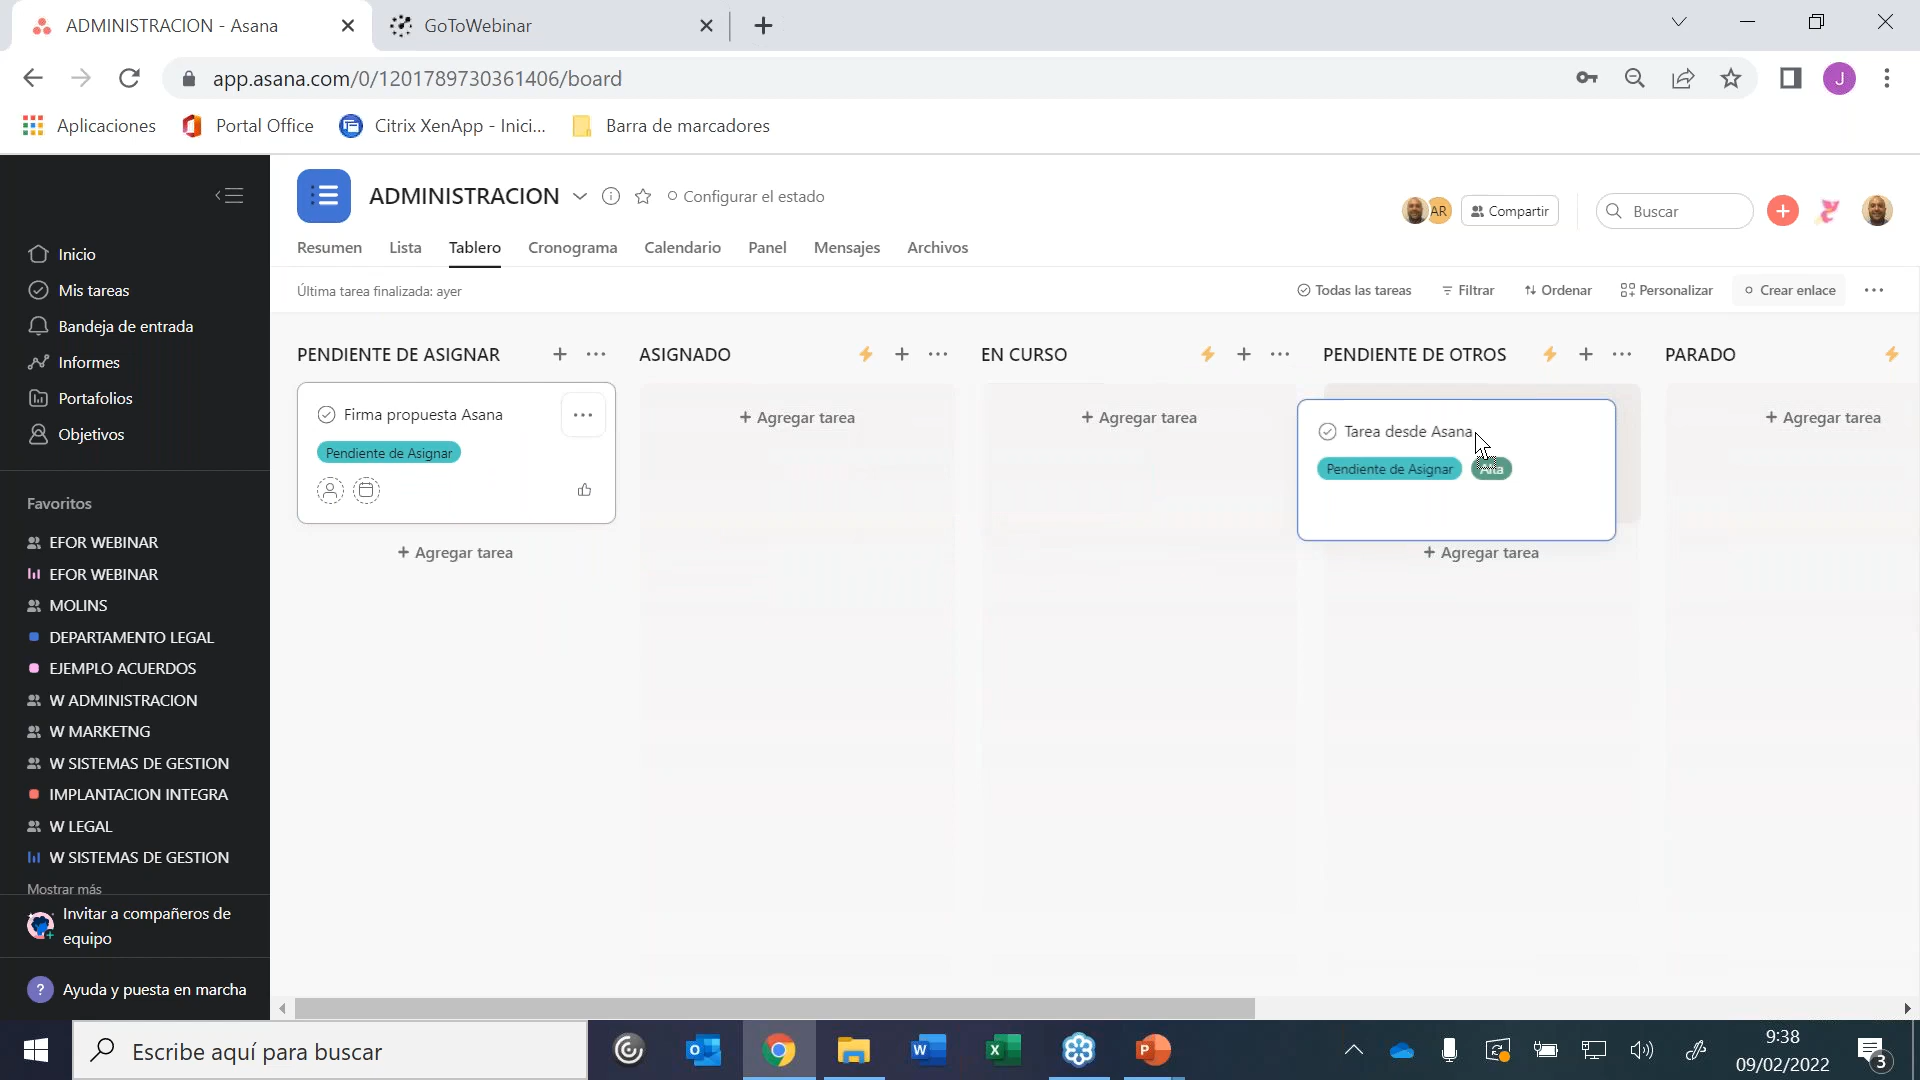 ADMINISTRACION - Asana
GoToWebinar
app.asana.com/0/1201789730361406/board
J
Aplicaciones
Portal Office
Citrix XenApp - Inici...
Barra de marcadores
ADMINISTRACION
Configurar el estado
AR
Compartir
Buscar
Resumen
Lista
Tablero
Cronograma
Calendario
Panel
Mensajes
Archivos
Última tarea finalizada: ayer
Todas las tareas
Filtrar
Ordenar
Personalizar
Crear enlace
Inicio
Mis tareas
Bandeja de entrada
Informes
Portafolios
Objetivos
Favoritos
EFOR WEBINAR
EFOR WEBINAR
MOLINS
DEPARTAMENTO LEGAL
EJEMPLO ACUERDOS
W ADMINISTRACION
W MARKETNG
W SISTEMAS DE GESTION
IMPLANTACION INTEGRA
W LEGAL
W SISTEMAS DE GESTION
Mostrar más
Invitar a compañeros de
equipo
? Ayuda y puesta en marcha
PENDIENTE DE ASIGNAR
Firma propuesta Asana
Pendiente de Asignar
+ Agregar tarea
ASIGNADO
+ Agregar tarea
EN CURSO
+ Agregar tarea
PENDIENTE DE OTROS
Tarea desde Asana
Pendiente de Asignar
Alta
+ Agregar tarea
PARADO
+ Agregar tarea
Escribe aquí para buscar
9:38
09/02/2022
3